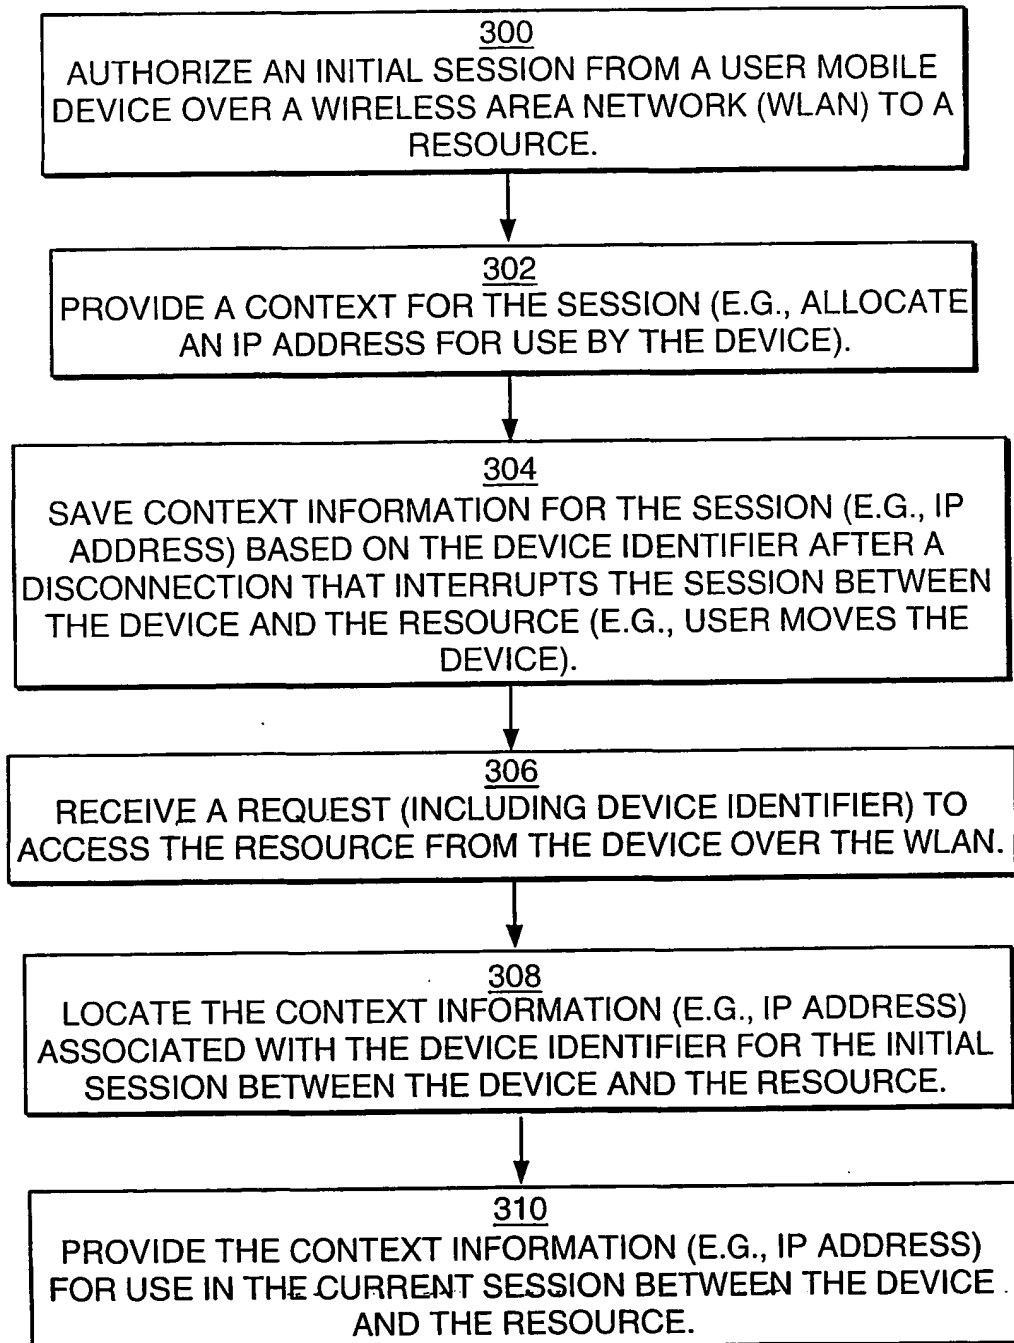 300
AUTHORIZE AN INITIAL SESSION FROM A USER MOBILE
DEVICE OVER A WIRELESS AREA NETWORK (WLAN) TO A
RESOURCE.
302
PROVIDE A CONTEXT FOR THE SESSION (E.G., ALLOCATE
AN IP ADDRESS FOR USE BY THE DEVICE).
304
SAVE CONTEXT INFORMATION FOR THE SESSION (E.G., IP
ADDRESS) BASED ON THE DEVICE IDENTIFIER AFTER A
DISCONNECTION THAT INTERRUPTS THE SESSION BETWEEN
THE DEVICE AND THE RESOURCE (E.G., USER MOVES THE
DEVICE).
306
RECEIVE A REQUEST (INCLUDING DEVICE IDENTIFIER) TO
ACCESS THE RESOURCE FROM THE DEVICE OVER THE WLAN.
308
LOCATE THE CONTEXT INFORMATION (E.G., IP ADDRESS)
ASSOCIATED WITH THE DEVICE IDENTIFIER FOR THE INITIAL
SESSION BETWEEN THE DEVICE AND THE RESOURCE.
310
PROVIDE THE CONTEXT INFORMATION (E.G., IP ADDRESS)
FOR USE IN THE CURRENT SESSION BETWEEN THE DEVICE
AND THE RESOURCE.